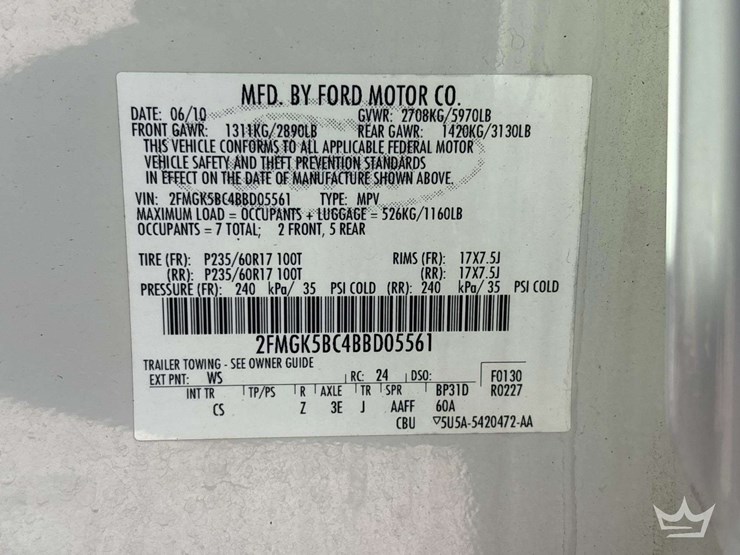 MFD. BY FORD MOTOR CO.
DATE: 06/10 GVWR: 2708KG/5970LB
FRONT GAWR: 1311KG/2890LB REAR GAWR: 1420KG/3130LB
THIS VEHICLE CONFORMS TO ALL APPLICABLE FEDERAL MOTOR
VEHICLE SAFETY AND THEFT PREVENTION STANDARDS
IN EFFECT ON THE DATE OF MANUFACTURE SHOWN ABOVE.
VIN: 2FMGK5BC4BBD05561 TYPE: MPV
MAXIMUM LOAD = OCCUPANTS + LUGGAGE = 526KG/1160LB
OCCUPANTS = 7 TOTAL; 2 FRONT, 5 REAR
TIRE (FR): P235/60R17 100T RIMS (FR): 17X7.5J
(RR): P235/60R17 100T (RR): 17X7.5J
PRESSURE (FR): 240 kPa/ 35 PSI COLD (RR): 240 kPa/ 35 PSI COLD
2FMGK5BC4BBD05561
TRAILER TOWING - SEE OWNER GUIDE
EXT PNT: WS RC: 24 DSO: F0130
INT TR TP/PS R AXLE TR SPR BP31D R0227
CS Z 3E J AAFF 60A
CBU ▽5U5A-5420472-AA